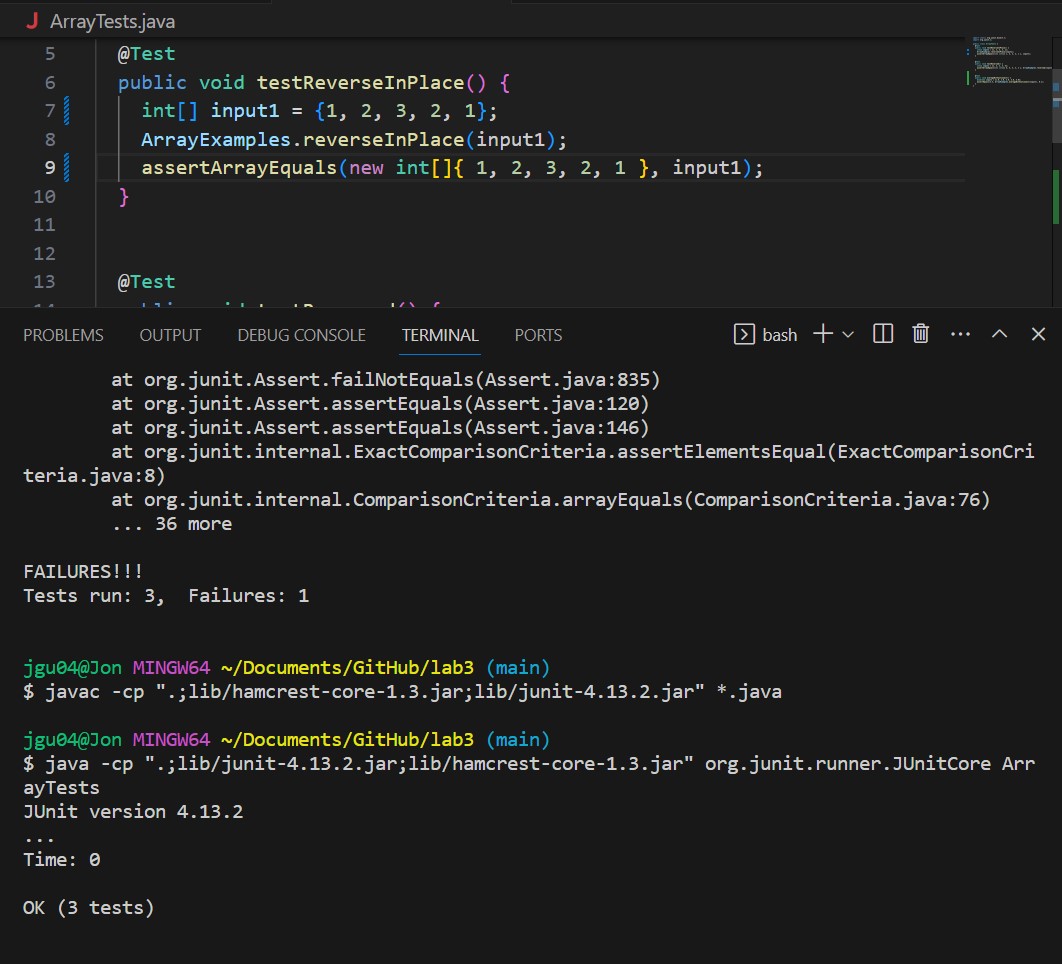 J ArrayTests.java
5 @Test
6 public void testReverseInPlace() {
7 int[] input1 = {1, 2, 3, 2, 1};
8 ArrayExamples.reverseInPlace(input1);
9 assertArrayEquals(new int[]{ 1, 2, 3, 2, 1 }, input1);
10 }
11
12
13 @Test
PROBLEMS OUTPUT DEBUG CONSOLE TERMINAL PORTS bash
at org.junit.Assert.failNotEquals(Assert.java:835)
at org.junit.Assert.assertEquals(Assert.java:120)
at org.junit.Assert.assertEquals(Assert.java:146)
at org.junit.internal.ExactComparisonCriteria.assertElementsEqual(ExactComparisonCri
teria.java:8)
at org.junit.internal.ComparisonCriteria.arrayEquals(ComparisonCriteria.java:76)
... 36 more
FAILURES!!!
Tests run: 3,  Failures: 1
jgu04@Jon MINGW64 ~/Documents/GitHub/lab3 (main)
$ javac -cp ".;lib/hamcrest-core-1.3.jar;lib/junit-4.13.2.jar" *.java
jgu04@Jon MINGW64 ~/Documents/GitHub/lab3 (main)
$ java -cp ".;lib/junit-4.13.2.jar;lib/hamcrest-core-1.3.jar" org.junit.runner.JUnitCore Arr
ayTests
JUnit version 4.13.2
...
Time: 0
OK (3 tests)